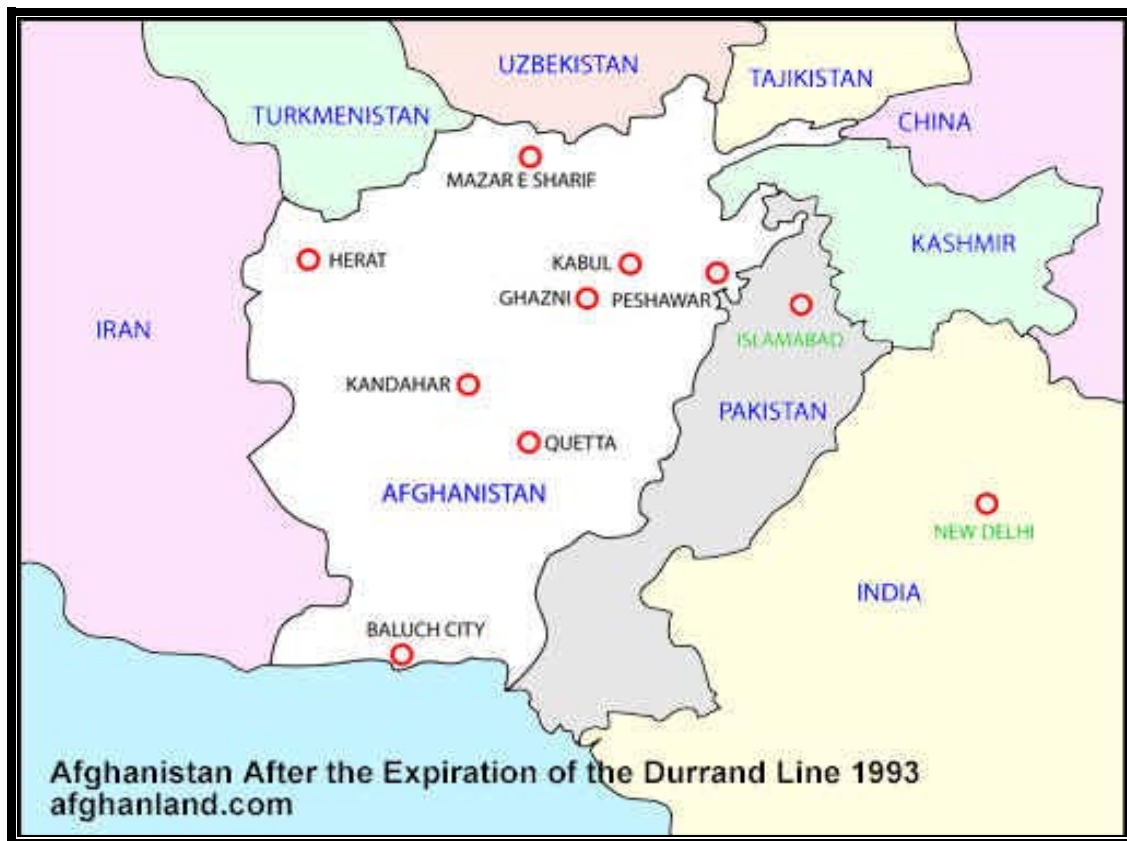 UZBEKISTAN
TAJIKISTAN
TURKMENISTAN
CHINA
MAZAR E SHARIF
KASHMIR
HERAT
KABUL
GHAZNI
PESHAWAR
IRAN
ISLAMABAD
KANDAHAR
PAKISTAN
QUETTA
AFGHANISTAN
NEW DELHI
INDIA
BALUCH CITY
Afghanistan After the Expiration of the Durrand Line 1993
afghanland.com